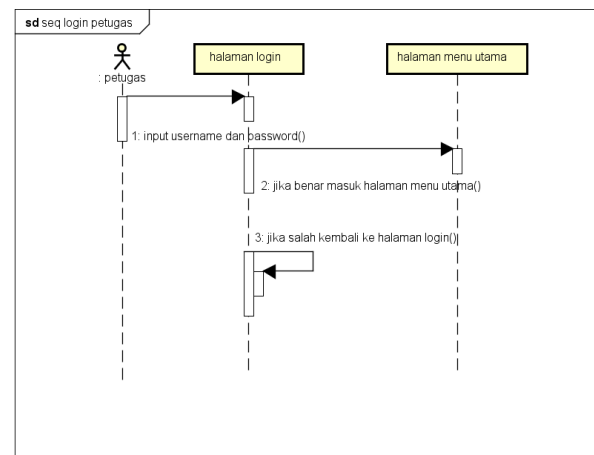 sd seq login petugas
: petugas
halaman login
halaman menu utama
1: input username dan password()
2: jika benar masuk halaman menu utama()
3: jika salah kembali ke halaman login()